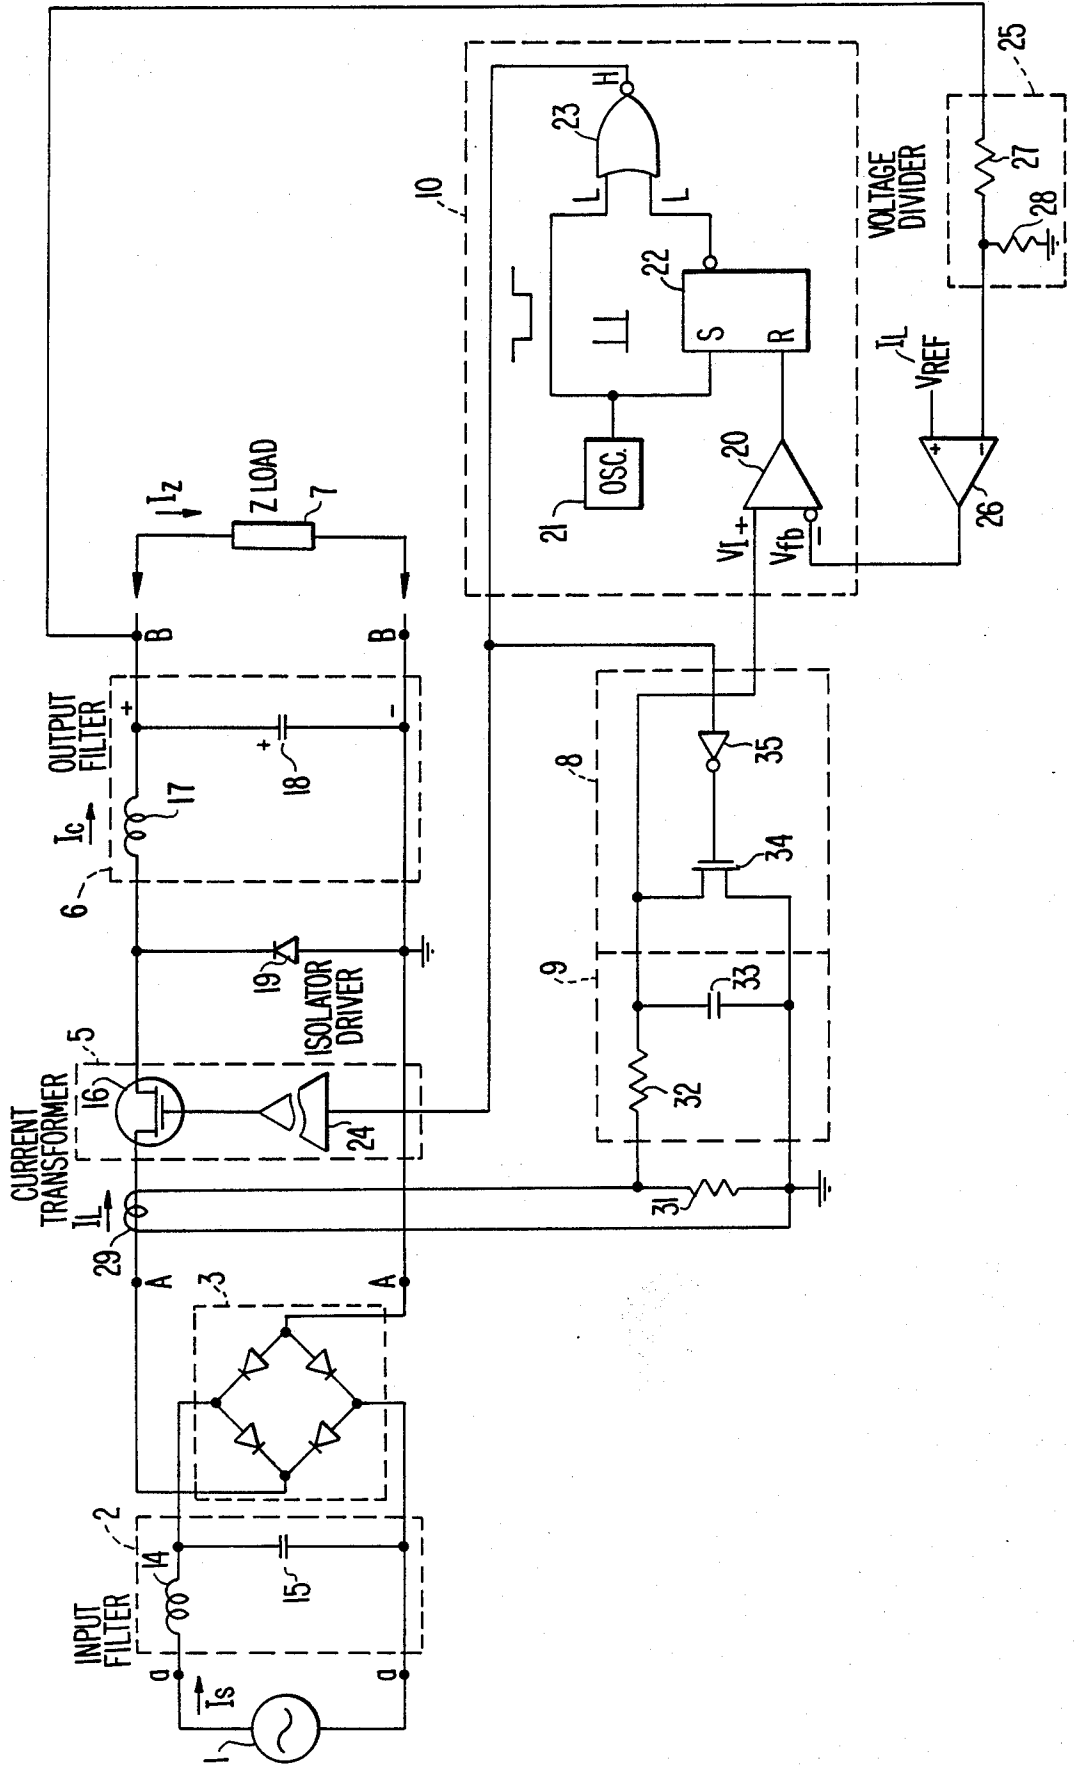 INPUT
FILTER
2
14
15
a
a
Is
1
3
A
A
CURRENT
TRANSFORMER
IL
29
5
16
24
ISOLATOR
DRIVER
19
OUTPUT
FILTER
6
Ic
17
18
+
+
−
B
B
Iz
Z LOAD
7
10
21
OSC.
22
S
R
23
L
L
H
20
VI +
Vfb −
VOLTAGE
DIVIDER
25
27
28
IL
VREF
+
−
26
8
9
31
32
33
34
35